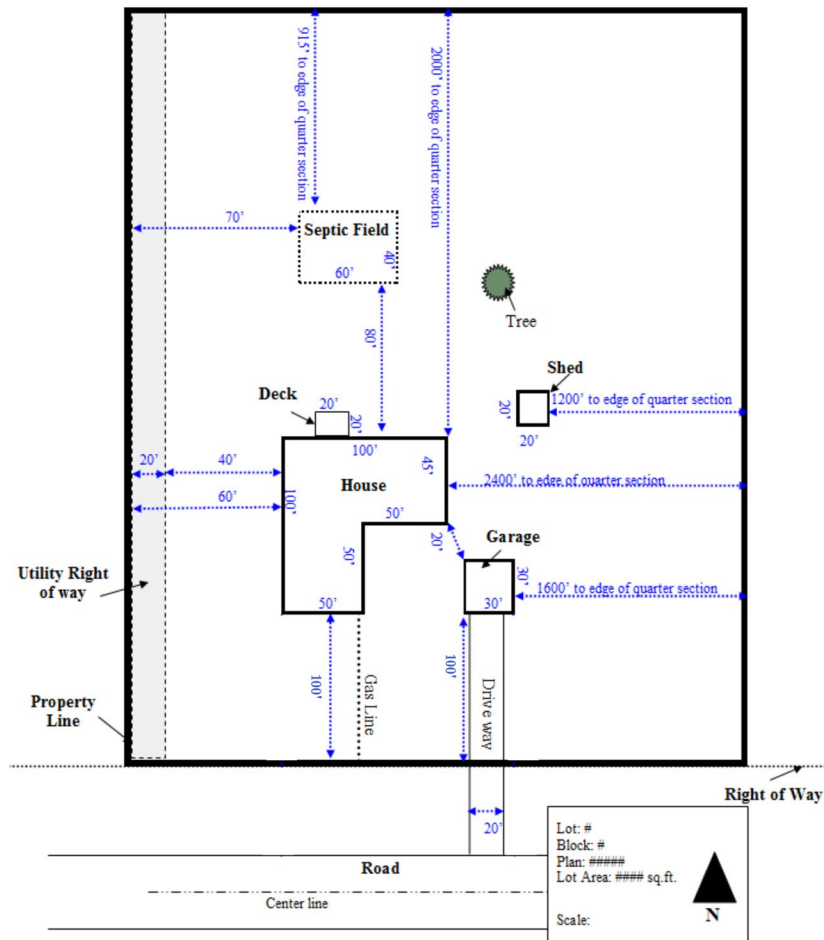 915' to edge of quarter section
2000' to edge of quarter section
70'
Septic Field
40'
60'
80'
Tree
Shed
1200' to edge of quarter section
20'
20'
Deck
20'
20'
100'
45'
20'
40'
House
2400' to edge of quarter section
60'
100'
50'
20'
Garage
50'
30'
1600' to edge of quarter section
Utility Right
of way
50'
30'
100'
Gas Line
100'
Drive way
Property
Line
Right of Way
20'
Road
Center line
Lot: #
Block: #
Plan: #####
Lot Area: #### sq.ft.
Scale:
N